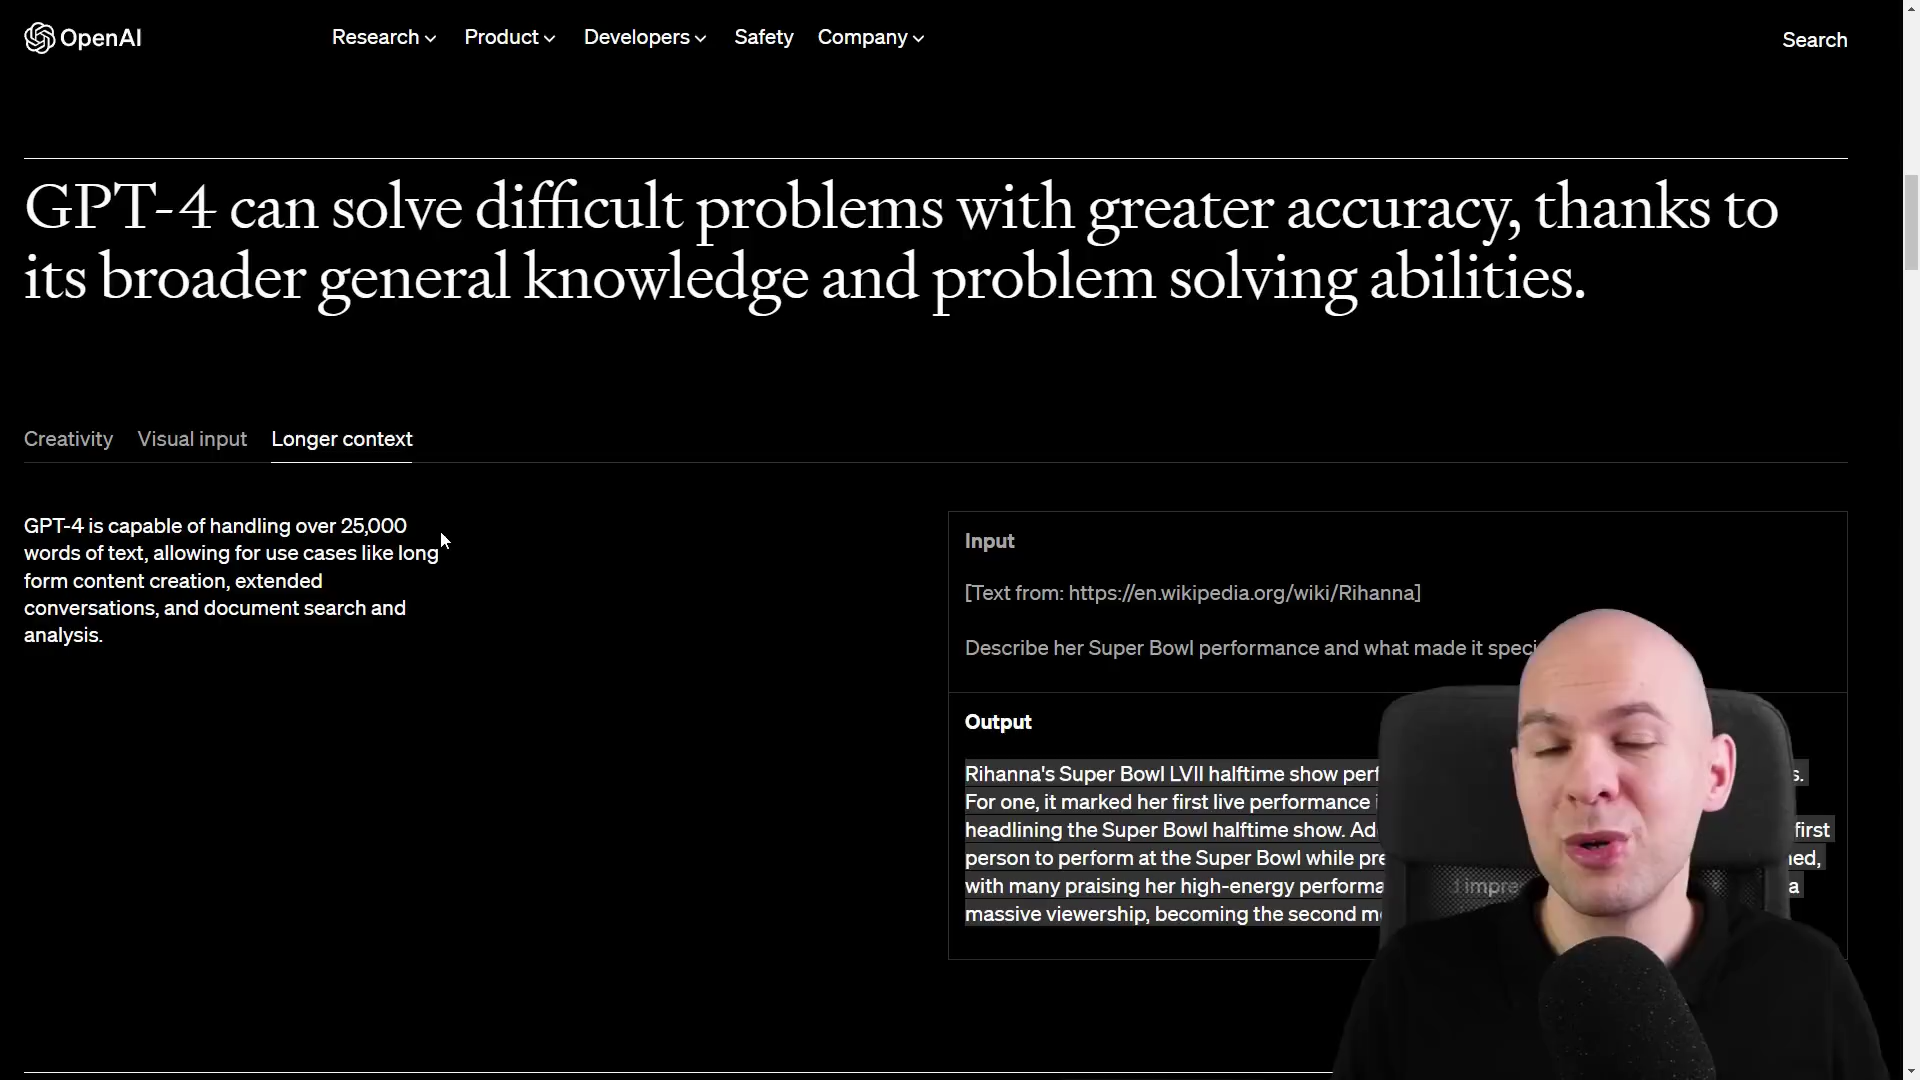 OpenAI
Research Product Developers Safety Company
Search
GPT-4 can solve difficult problems with greater accuracy, thanks to
its broader general knowledge and problem solving abilities.
Creativity Visual input Longer context
GPT-4 is capable of handling over 25,000
words of text, allowing for use cases like long
form content creation, extended
conversations, and document search and
analysis.
Input
[Text from: https://en.wikipedia.org/wiki/Rihanna]
Describe her Super Bowl performance and what made it
Output
Rihanna's Super Bowl LVII halftime show
For one, it marked her first live performance
headlining the Super Bowl halftime show. first
person to perform at the Super Bowl while
with many praising her high-energy a
massive viewership, becoming the second